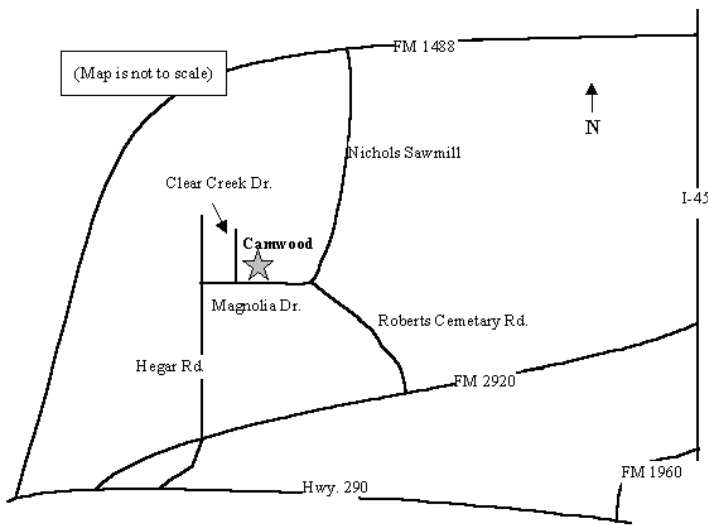 FM 1488
(Map is not to scale)
N
Nichols Sawmill
Clear Creek Dr.
I-45
Camwood
Magnolia Dr.
Roberts Cemetary Rd.
Hegar Rd
FM 2920
FM 1960
Hwy. 290